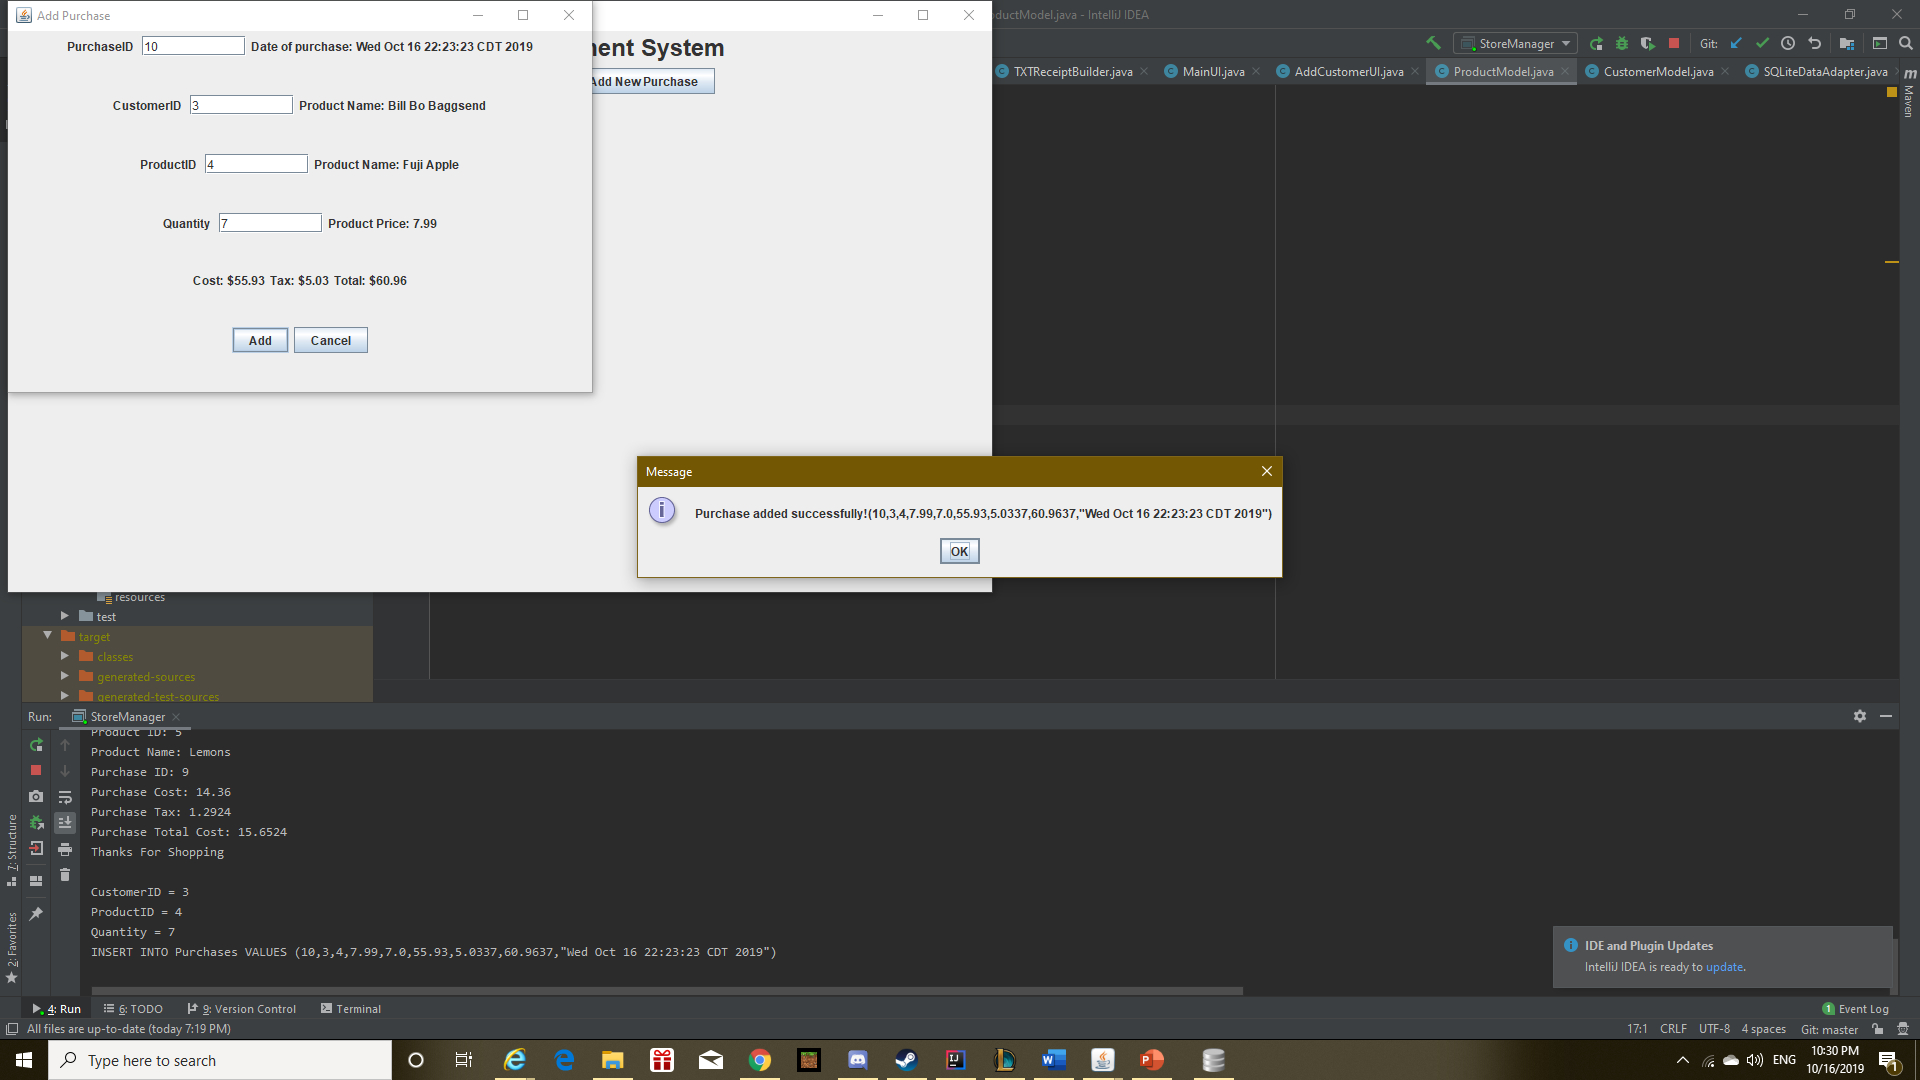 Add Purchase
PurchaseID 10 Date of purchase: Wed Oct 16 22:23:23 CDT 2019
CustomerID 3 Product Name: Bill Bo Baggsend
ProductID 4 Product Name: Fuji Apple
Quantity 7 Product Price: 7.99
Cost: $55.93 Tax: $5.03 Total: $60.96
Add Cancel
ent System
Add New Purchase
ductModel.java - IntelliJ IDEA
StoreManager Git:
TXTReceiptBuilder.java MainUI.java AddCustomerUI.java ProductModel.java CustomerModel.java SQLiteDataAdapter.java
m Maven
Message
Purchase added successfully!(10,3,4,7.99,7.0,55.93,5.0337,60.9637,"Wed Oct 16 22:23:23 CDT 2019")
OK
resources
test
target
classes
generated-sources
generated-test-sources
Run: StoreManager
Product ID: 5
Product Name: Lemons
Purchase ID: 9
Purchase Cost: 14.36
Purchase Tax: 1.2924
Purchase Total Cost: 15.6524
Thanks For Shopping
CustomerID = 3
ProductID = 4
Quantity = 7
INSERT INTO Purchases VALUES (10,3,4,7.99,7.0,55.93,5.0337,60.9637,"Wed Oct 16 22:23:23 CDT 2019")
7: Structure
2: Favorites
IDE and Plugin Updates
IntelliJ IDEA is ready to update.
4: Run 6: TODO 9: Version Control Terminal
1 Event Log
All files are up-to-date (today 7:19 PM)
17:1 CRLF UTF-8 4 spaces Git: master
Type here to search
ENG
10:30 PM
10/16/2019
1